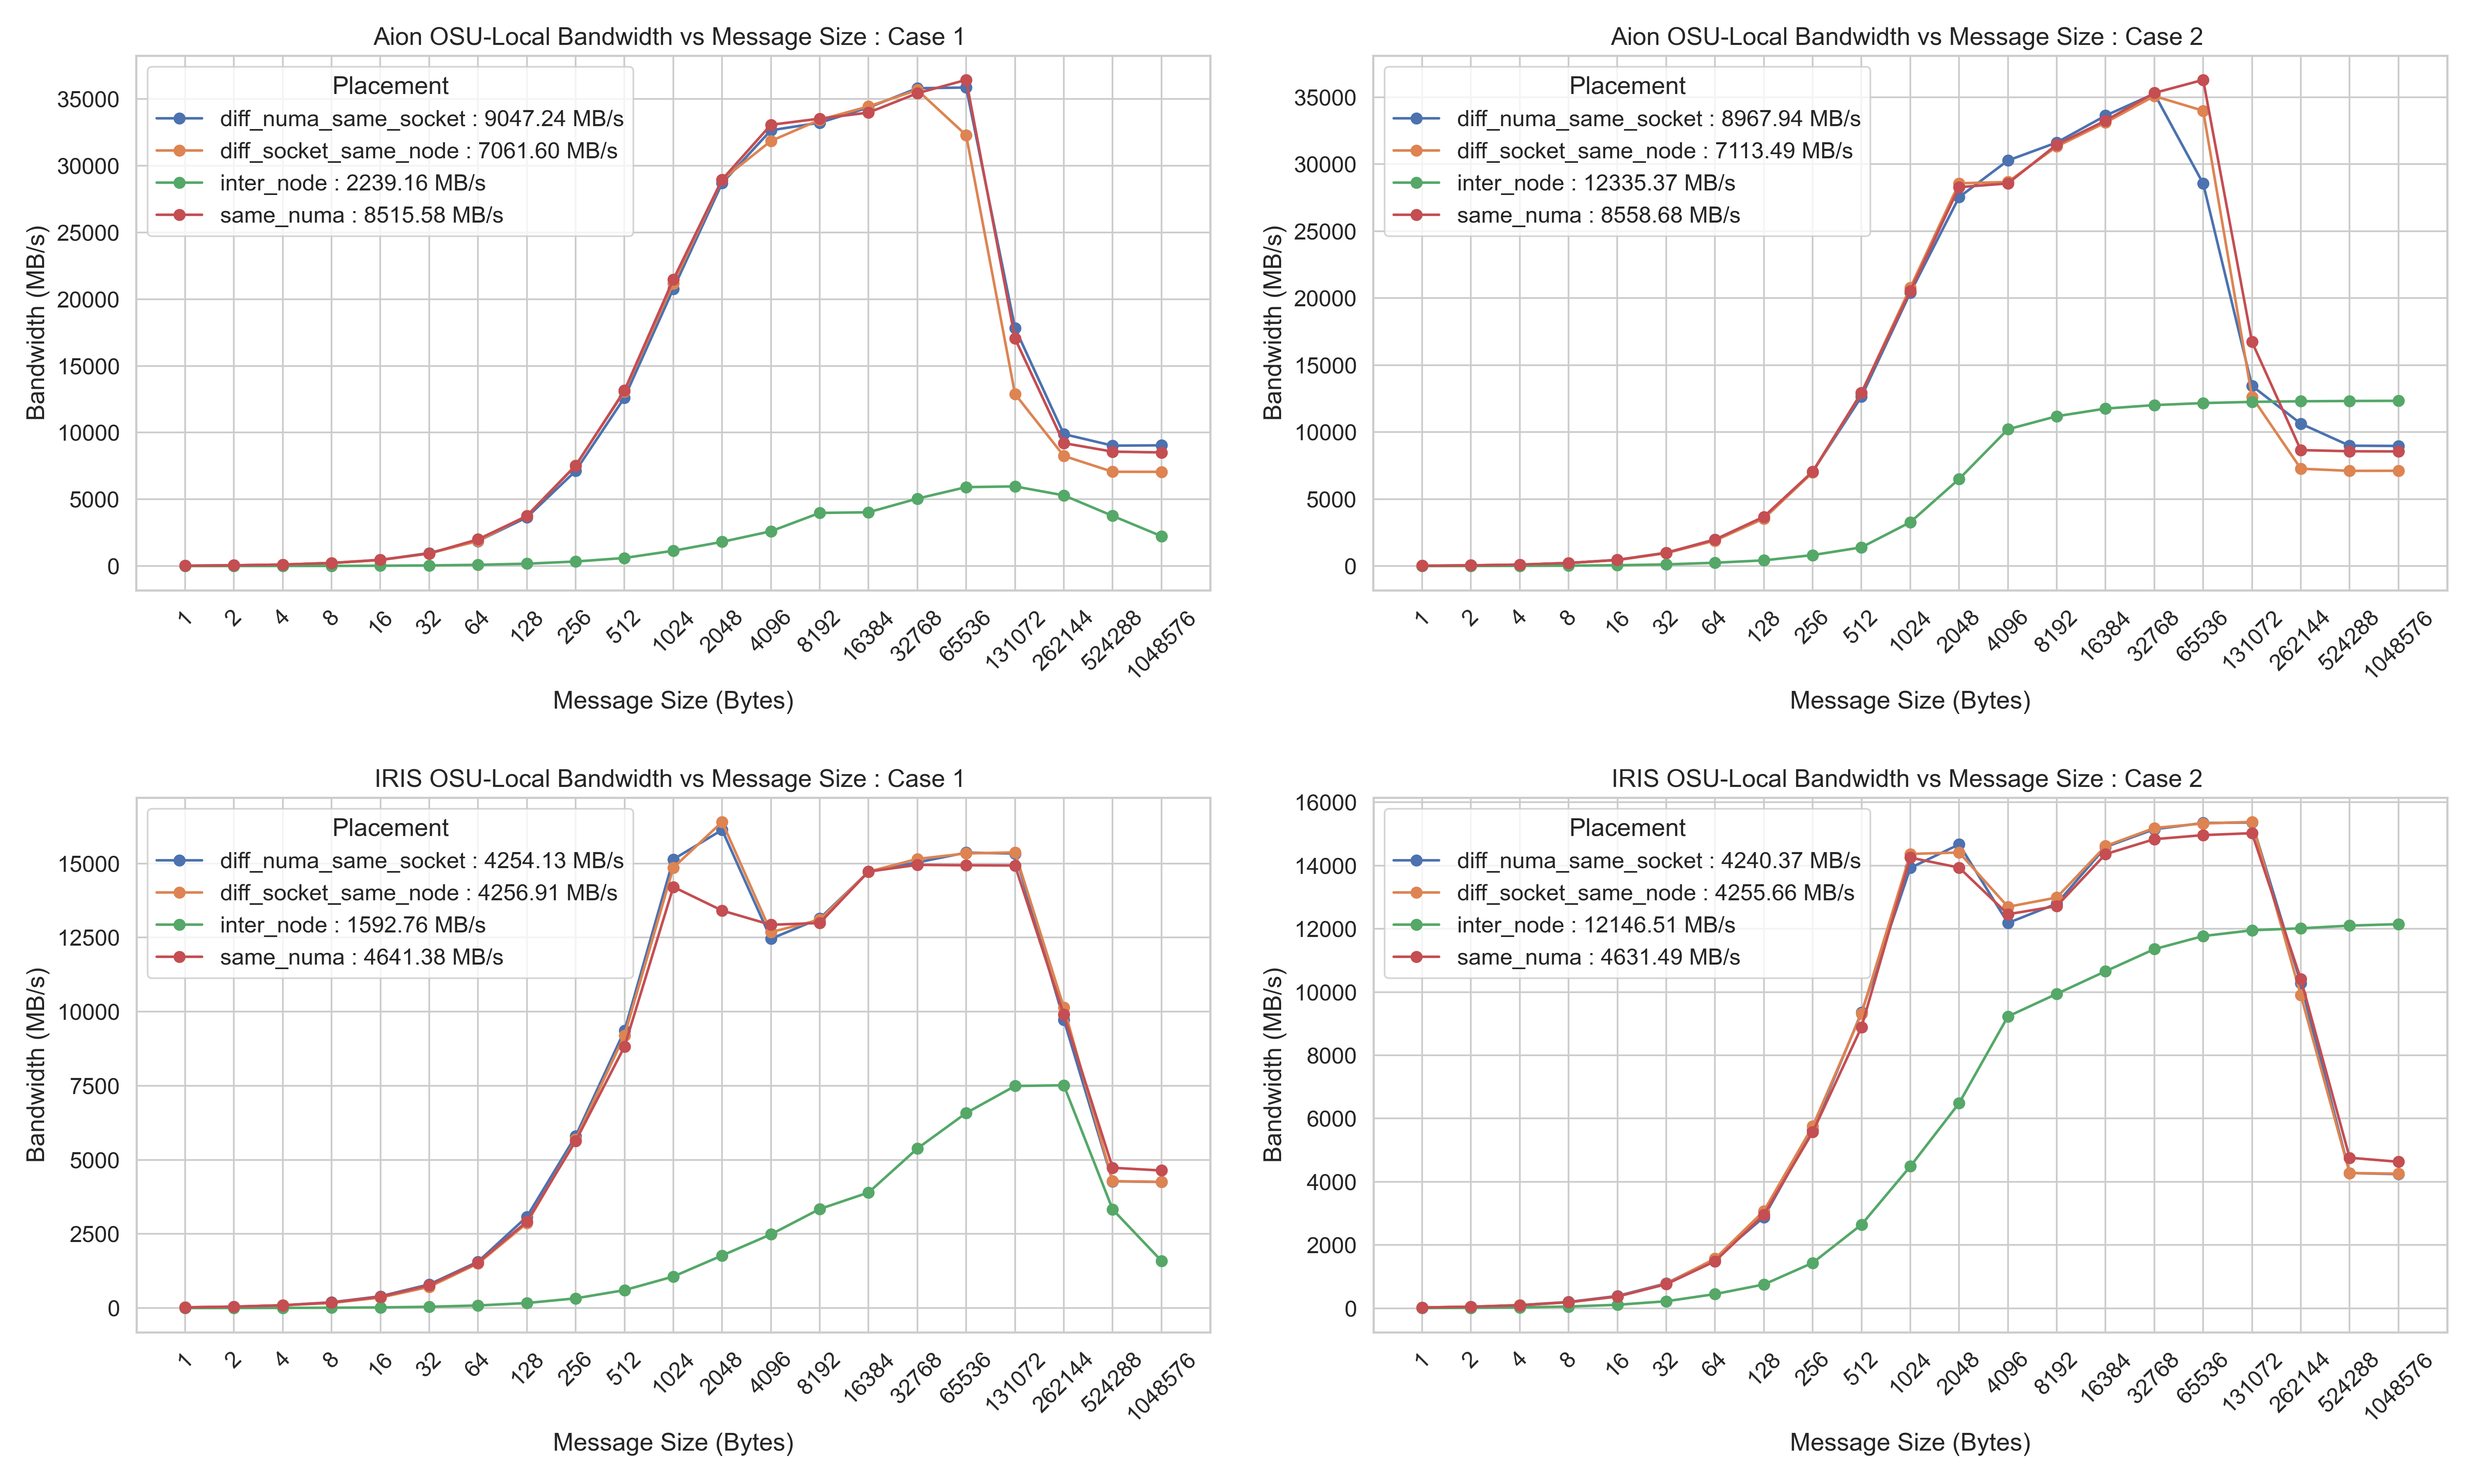 Aion OSU-Local Bandwidth vs Message Size : Case 1
Placement
diff_numa_same_socket : 9047.24 MB/s
diff_socket_same_node : 7061.60 MB/s
inter_node : 2239.16 MB/s
same_numa : 8515.58 MB/s
Bandwidth (MB/s)
35000
30000
25000
20000
15000
10000
5000
0
1 2 4 8 16 32 64 128 256 512 1024 2048 4096 8192 16384 32768 65536 131072 262144 524288 1048576
Message Size (Bytes)
Aion OSU-Local Bandwidth vs Message Size : Case 2
Placement
diff_numa_same_socket : 8967.94 MB/s
diff_socket_same_node : 7113.49 MB/s
inter_node : 12335.37 MB/s
same_numa : 8558.68 MB/s
Bandwidth (MB/s)
35000
30000
25000
20000
15000
10000
5000
0
1 2 4 8 16 32 64 128 256 512 1024 2048 4096 8192 16384 32768 65536 131072 262144 524288 1048576
Message Size (Bytes)
IRIS OSU-Local Bandwidth vs Message Size : Case 1
Placement
diff_numa_same_socket : 4254.13 MB/s
diff_socket_same_node : 4256.91 MB/s
inter_node : 1592.76 MB/s
same_numa : 4641.38 MB/s
Bandwidth (MB/s)
15000
12500
10000
7500
5000
2500
0
1 2 4 8 16 32 64 128 256 512 1024 2048 4096 8192 16384 32768 65536 131072 262144 524288 1048576
Message Size (Bytes)
IRIS OSU-Local Bandwidth vs Message Size : Case 2
Placement
diff_numa_same_socket : 4240.37 MB/s
diff_socket_same_node : 4255.66 MB/s
inter_node : 12146.51 MB/s
same_numa : 4631.49 MB/s
Bandwidth (MB/s)
16000
14000
12000
10000
8000
6000
4000
2000
0
1 2 4 8 16 32 64 128 256 512 1024 2048 4096 8192 16384 32768 65536 131072 262144 524288 1048576
Message Size (Bytes)